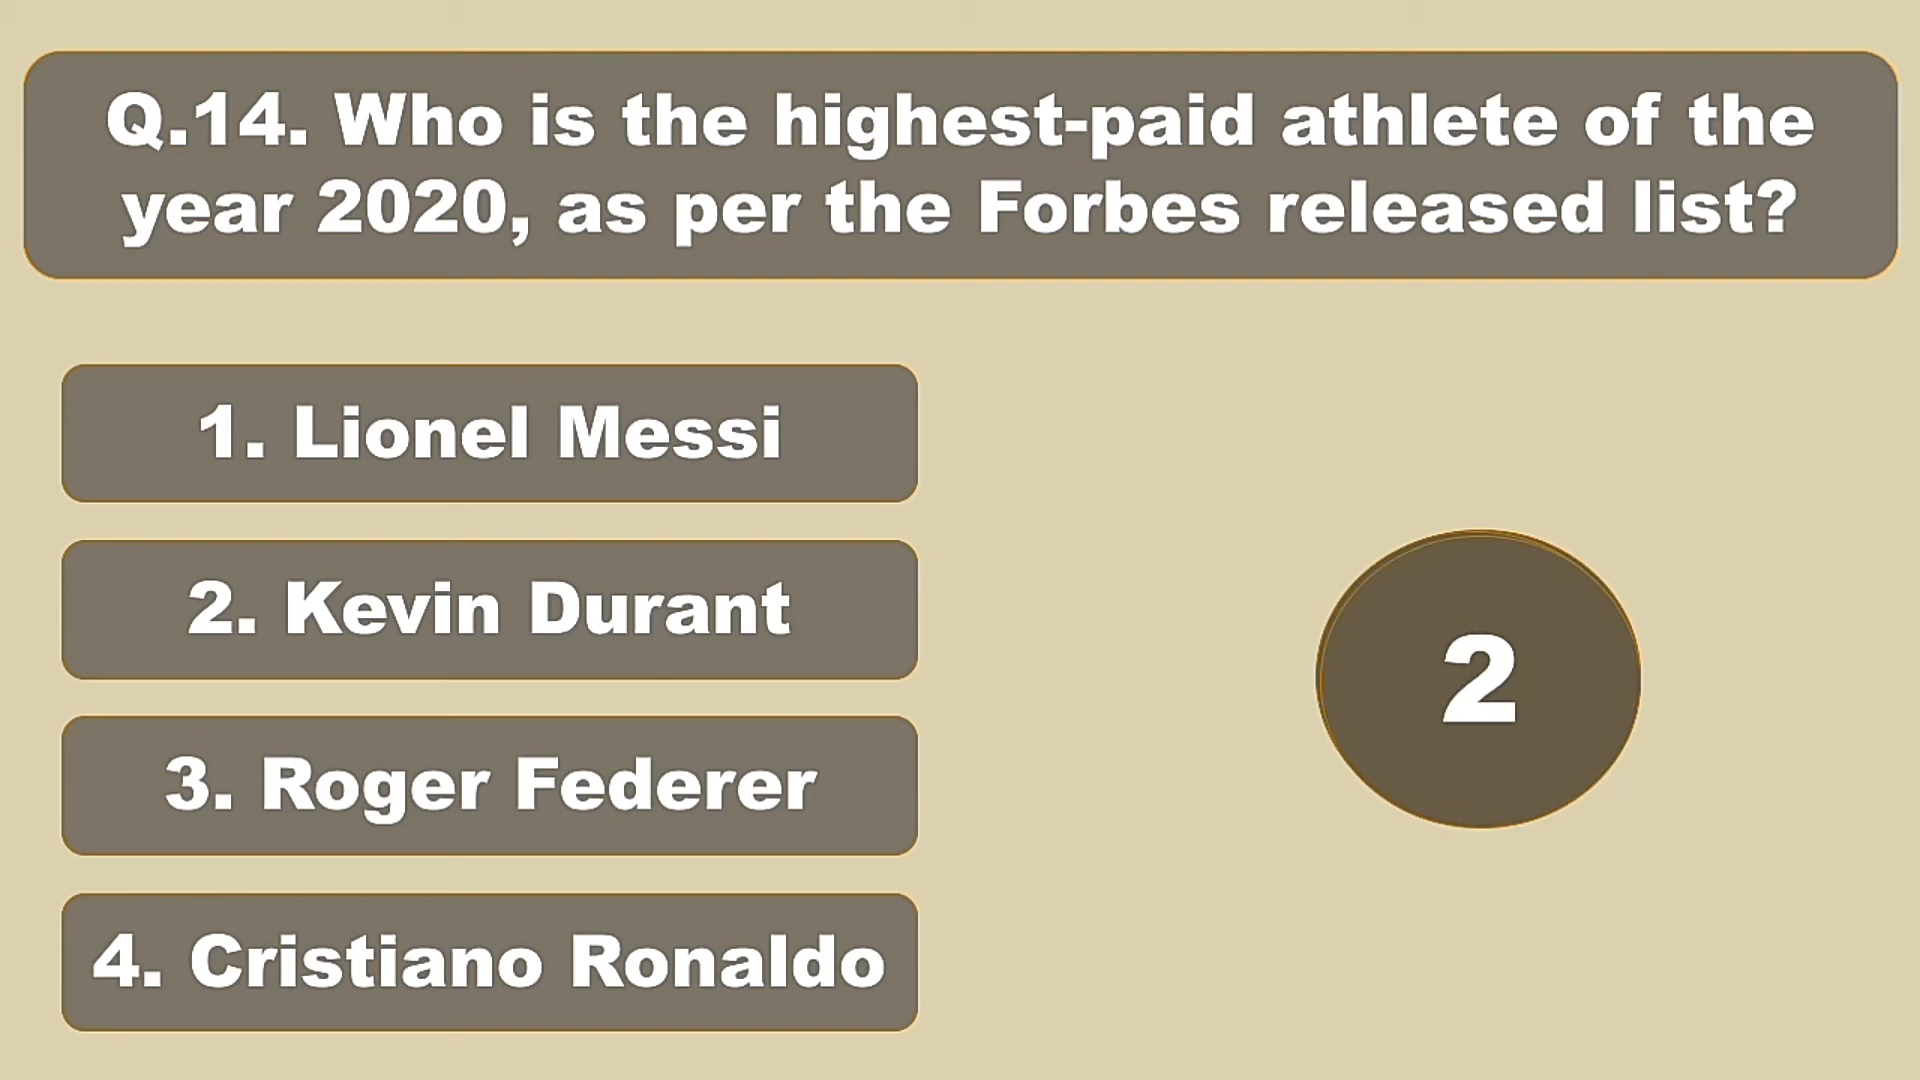 Q.14. Who is the highest-paid athlete of the
year 2020, as per the Forbes released list?
1. Lionel Messi
2. Kevin Durant
3. Roger Federer
4. Cristiano Ronaldo
2